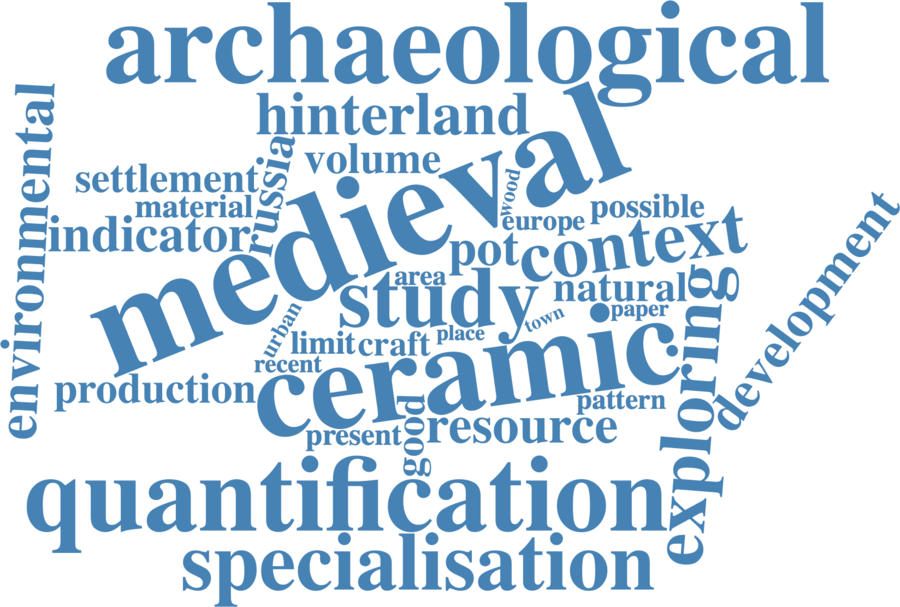 archaeological
hinterland
medieval
environmental
russia
volume
settlement
wood
material
europe
possible
indicator
pot
context
development
area
study
natural
exploring
urban
town
paper
limit
craft
place
recent
ceramic
production
pattern
good
present
resource
quantification
specialisation